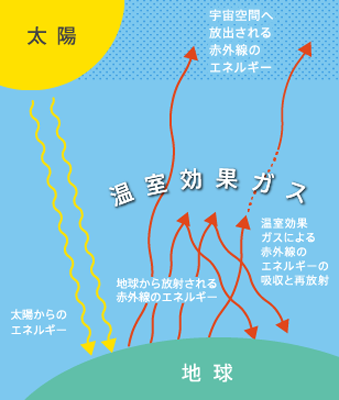 太陽
宇宙空間へ
放出される
赤外線の
エネルギー
温室効果ガス
温室効果
ガスによる
赤外線の
エネルギーの
吸収と再放射
地球から放射される
赤外線のエネルギー
太陽からの
エネルギー
地球